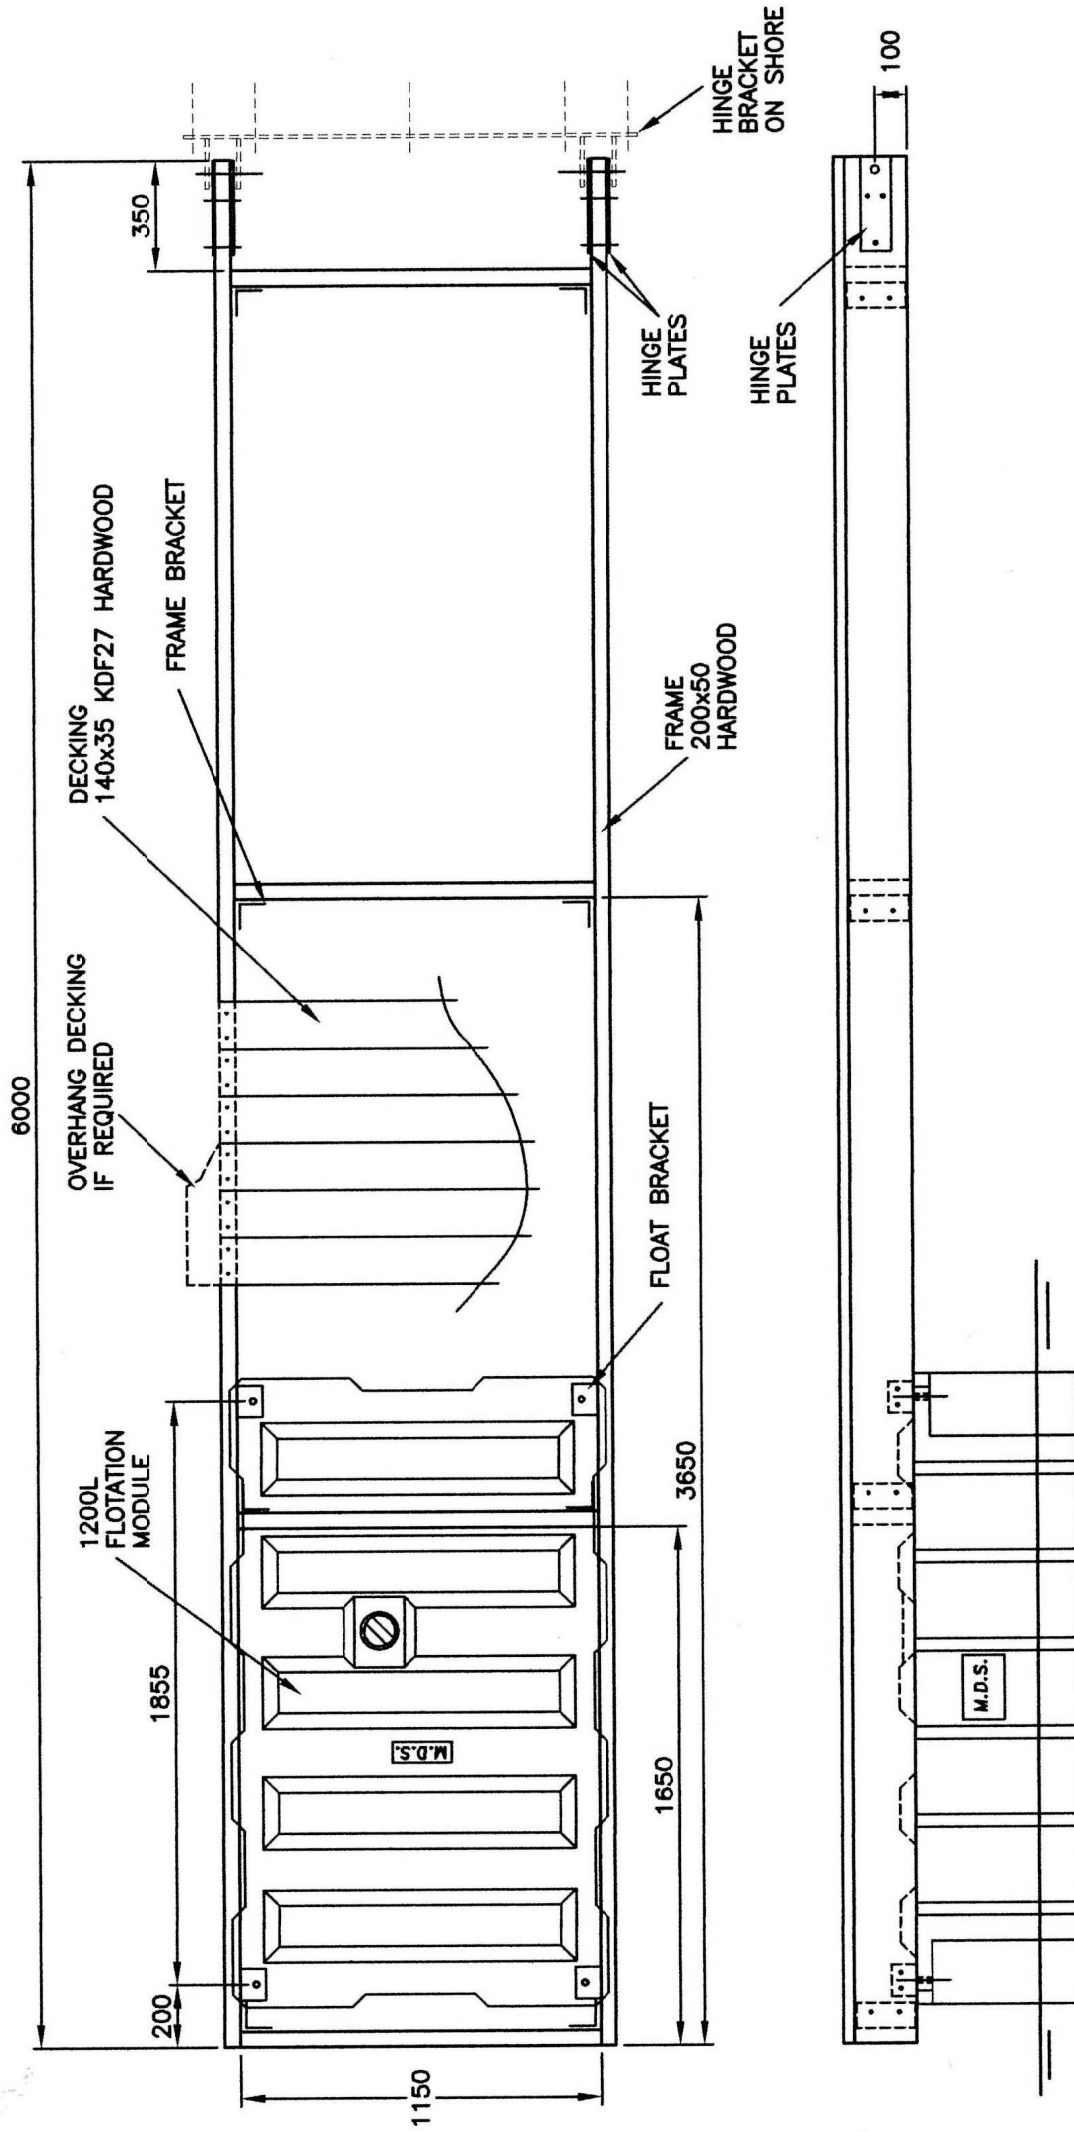 6000
OVERHANG DECKING
IF REQUIRED
DECKING
140x35 KDF27 HARDWOOD
FRAME BRACKET
350
HINGE
BRACKET
ON SHORE
1200L
FLOTATION
MODULE
1855
200
1150
M.D.S.
1650
3650
FLOAT BRACKET
FRAME
200x50
HARDWOOD
HINGE
PLATES
HINGE
PLATES
100
M.D.S.